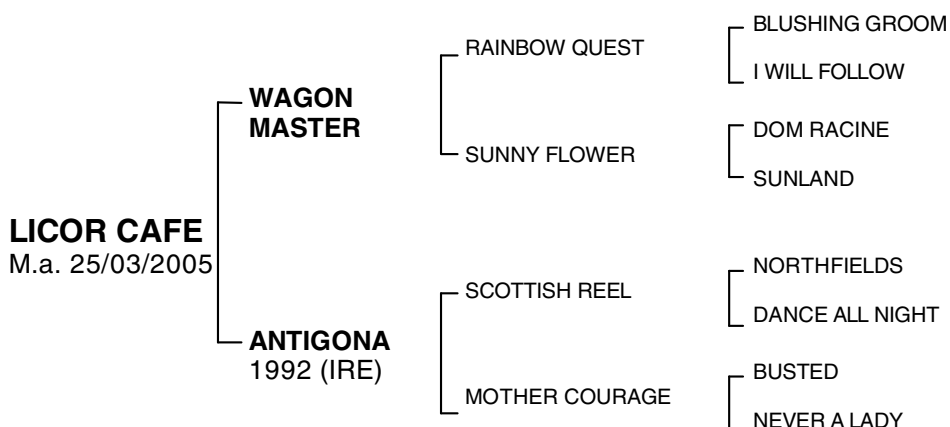 BLUSHING GROOM
RAINBOW QUEST
I WILL FOLLOW
WAGON
MASTER
DOM RACINE
SUNNY FLOWER
SUNLAND
LICOR CAFE
M.a. 25/03/2005
NORTHFIELDS
SCOTTISH REEL
DANCE ALL NIGHT
ANTIGONA
1992 (IRE)
BUSTED
MOTHER COURAGE
NEVER A LADY